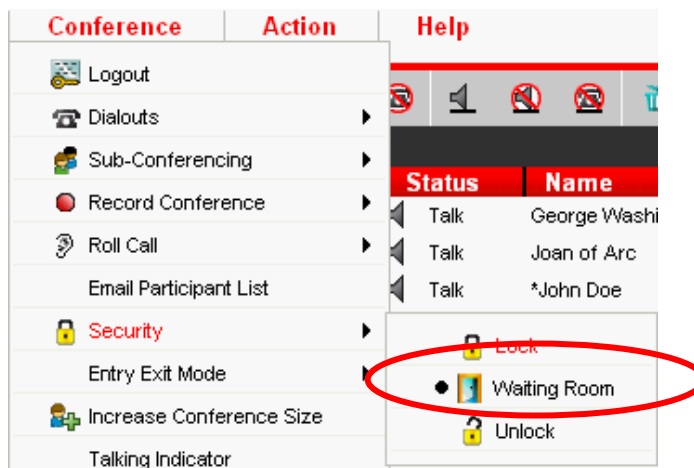 Conference Action Help
Logout
Dialouts
Sub-Conferencing
Record Conference
Status Name
Talk George Washi
Roll Call
Talk Joan of Arc
Email Participant List
Talk *John Doe
Security
Lock
Entry Exit Mode
Waiting Room
Increase Conference Size
Unlock
Talking Indicator